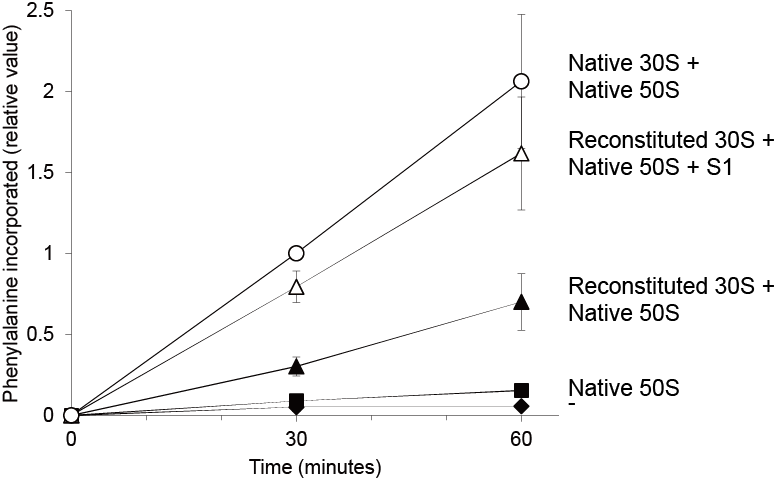 Phenylalanine incorporated (relative value)
2.5
2
1.5
1
0.5
0
0
30
60
Time (minutes)
Native 30S +
Native 50S
Reconstituted 30S +
Native 50S + S1
Reconstituted 30S +
Native 50S
Native 50S
-